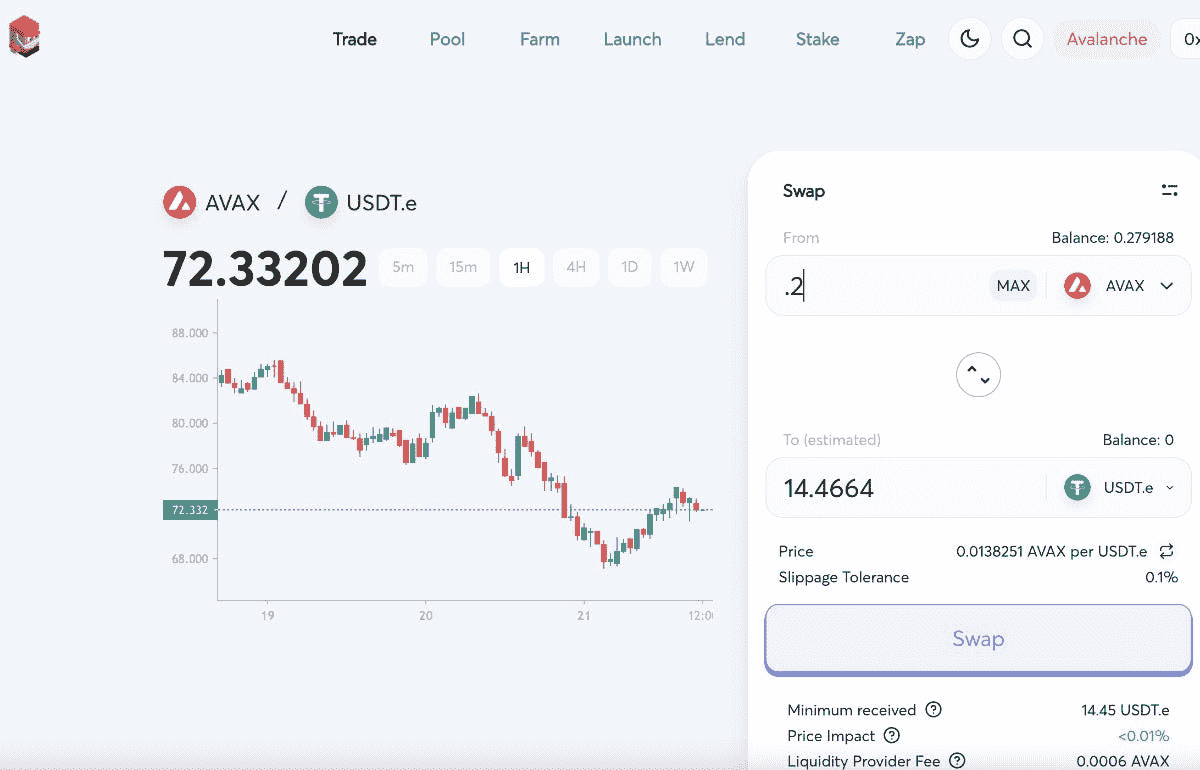 Trade Pool Farm Launch Lend Stake Zap Avalanche 0x
AVAX / USDT.e
72.33202 5m 15m 1H 4H 1D 1W
88.000
84.000
80.000
76.000
72.332
68.000
19 20 21 12:00
Swap
From Balance: 0.279188
.2 MAX AVAX
To (estimated) Balance: 0
14.4664 USDT.e
Price 0.0138251 AVAX per USDT.e
Slippage Tolerance 0.1%
Swap
Minimum received ? 14.45 USDT.e
Price Impact ? <0.01%
Liquidity Provider Fee ? 0.0006 AVAX